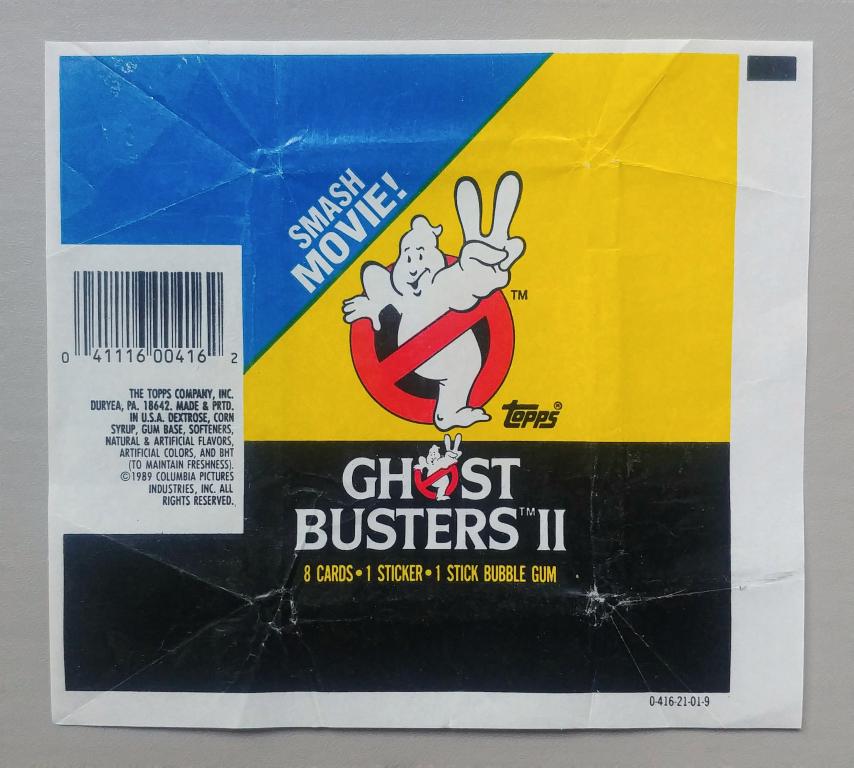 SMASH
MOVIE!
TM
topps®
0 41116 00416 2
THE TOPPS COMPANY, INC.
DURYEA, PA. 18642. MADE & PRTD.
IN U.S.A. DEXTROSE, CORN
SYRUP, GUM BASE, SOFTENERS,
NATURAL & ARTIFICIAL FLAVORS,
ARTIFICIAL COLORS, AND BHT
(TO MAINTAIN FRESHNESS).
©1989 COLUMBIA PICTURES
INDUSTRIES, INC. ALL
RIGHTS RESERVED.
GHOST
BUSTERS™ II
8 CARDS • 1 STICKER • 1 STICK BUBBLE GUM
0-416-21-01-9